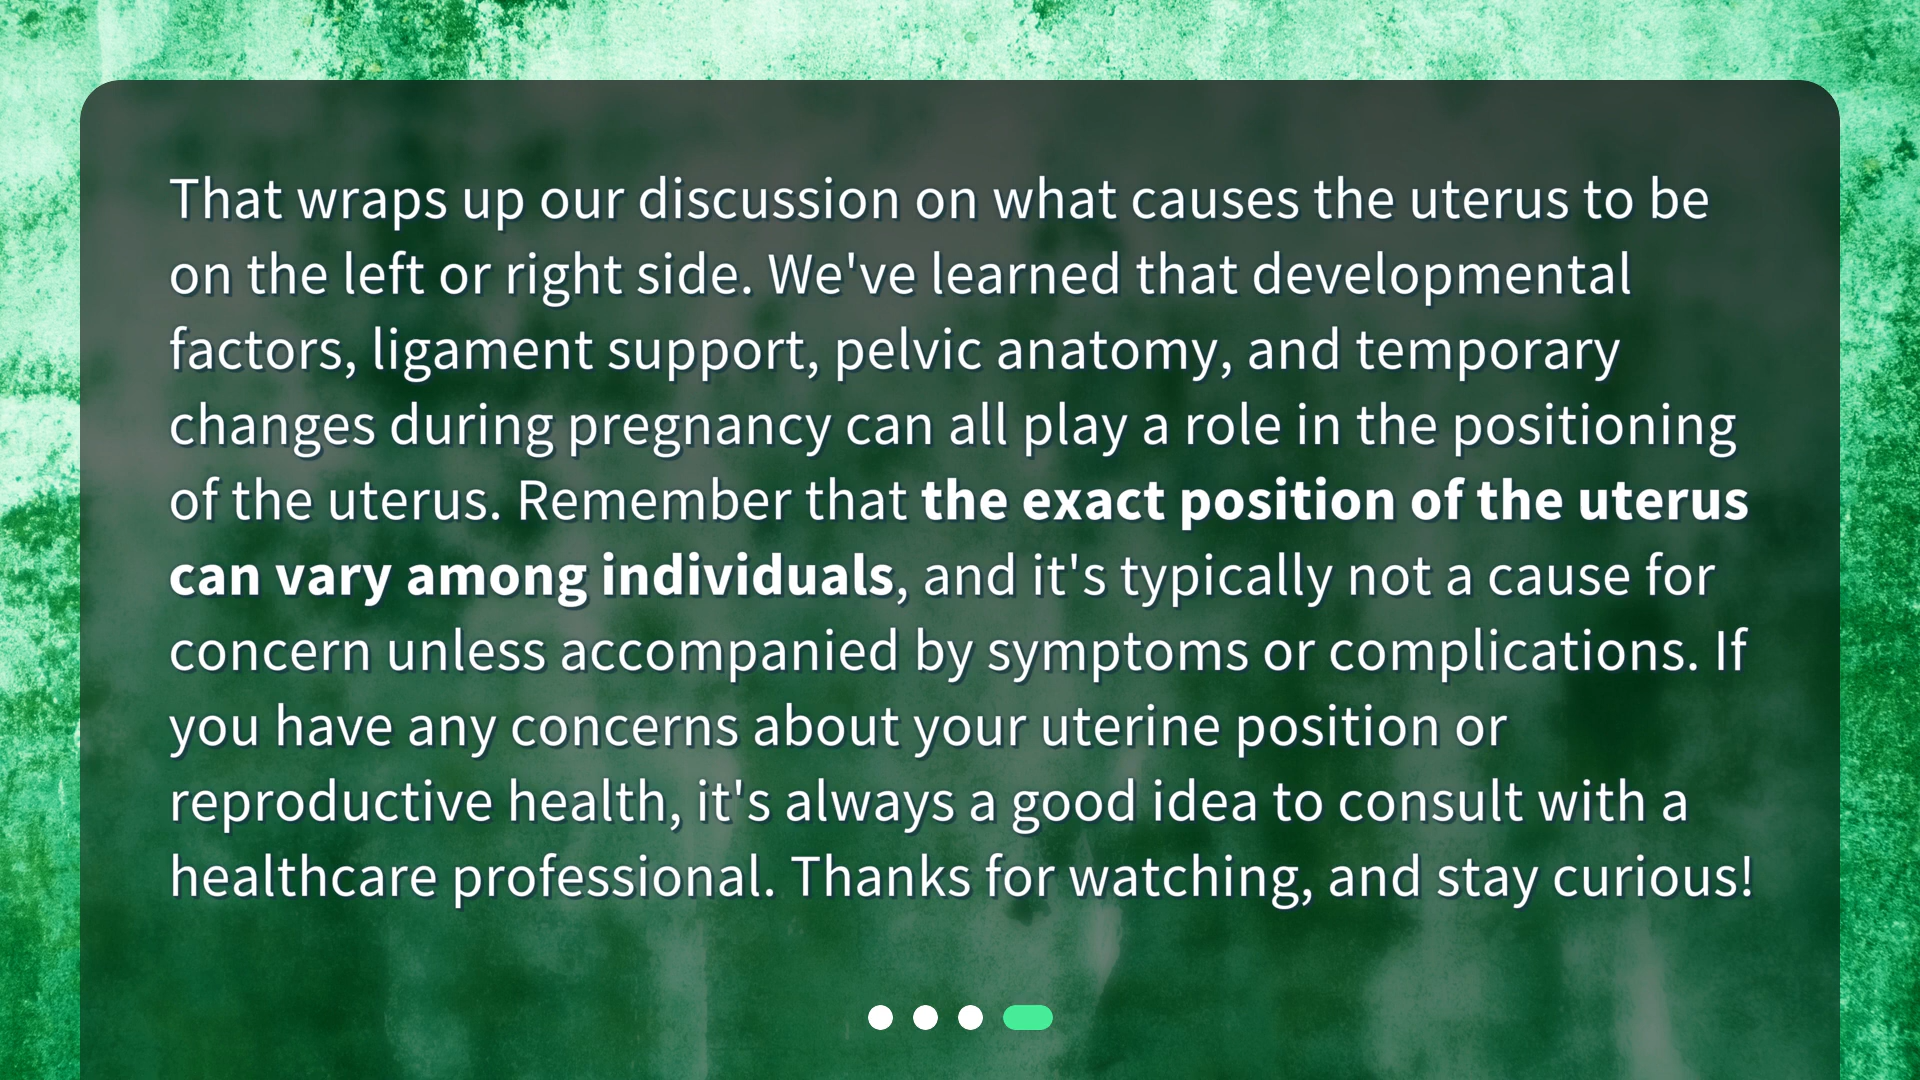 That wraps up our discussion on what causes the uterus to be
on the left or right side. We've learned that developmental
factors, ligament support, pelvic anatomy, and temporary
changes during pregnancy can all play a role in the positioning
of the uterus. Remember that the exact position of the uterus
can vary among individuals, and it's typically not a cause for
concern unless accompanied by symptoms or complications. If
you have any concerns about your uterine position or
reproductive health, it's always a good idea to consult with a
healthcare professional. Thanks for watching, and stay curious!